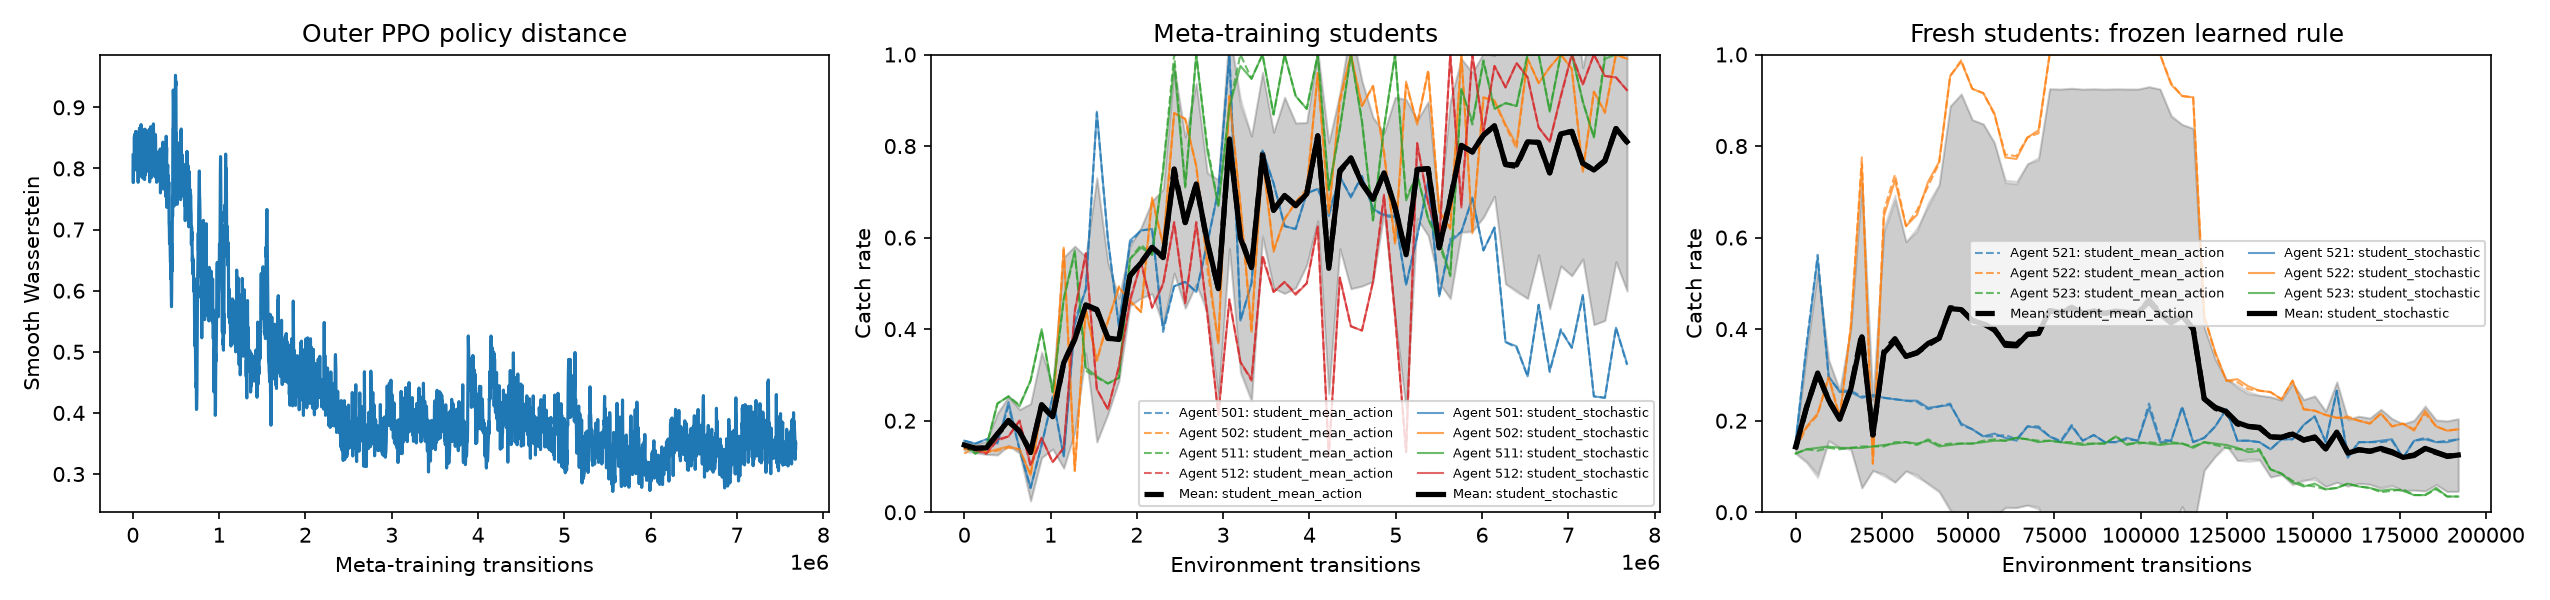 Outer PPO policy distance
Smooth Wasserstein
0.9
0.8
0.7
0.6
0.5
0.4
0.3
0 1 2 3 4 5 6 7 8
1e6
Meta-training transitions
Meta-training students
Catch rate
1.0
0.8
0.6
0.4
0.2
0.0
Agent 501: student_mean_action
Agent 502: student_mean_action
Agent 511: student_mean_action
Agent 512: student_mean_action
Mean: student_mean_action
Agent 501: student_stochastic
Agent 502: student_stochastic
Agent 511: student_stochastic
Agent 512: student_stochastic
Mean: student_stochastic
0 1 2 3 4 5 6 7 8
1e6
Environment transitions
Fresh students: frozen learned rule
Catch rate
1.0
0.8
0.6
0.4
0.2
0.0
Agent 521: student_mean_action
Agent 522: student_mean_action
Agent 523: student_mean_action
Mean: student_mean_action
Agent 521: student_stochastic
Agent 522: student_stochastic
Agent 523: student_stochastic
Mean: student_stochastic
0 25000 50000 75000 100000 125000 150000 175000 200000
Environment transitions